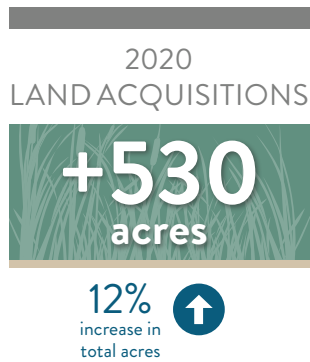 2020
LAND ACQUISITIONS
+530
acres
12%
increase in
total acres